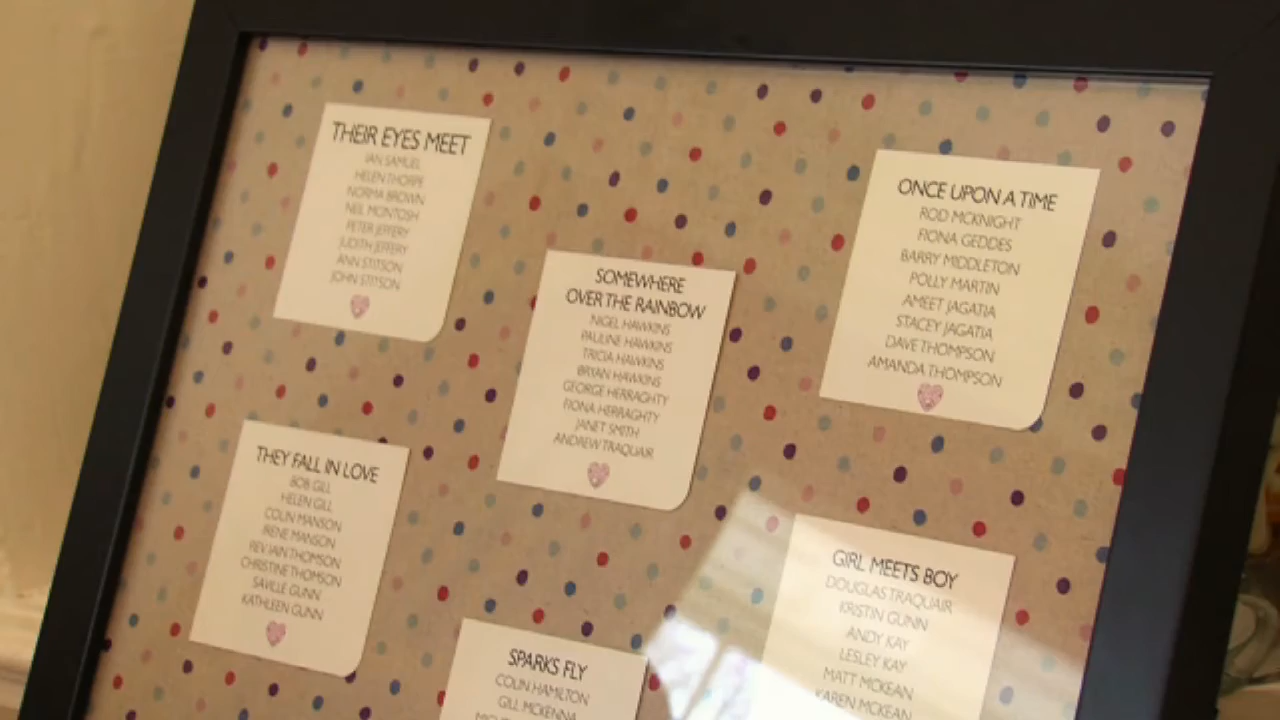 THEIR EYES MEET
IAN SAMUEL
HELEN THORPE
NORMA BROWN
NEIL MCINTOSH
PETER JEFFERY
JUDITH JEFFERY
ANN STITSON
JOHN STITSON
SOMEWHERE
OVER THE RAINBOW
NIGEL HAWKINS
PAULINE HAWKINS
TRICIA HAWKINS
BRYAN HAWKINS
GEORGE HERRAGHTY
FIONA HERRAGHTY
JANET SMITH
ANDREW TRAQUAIR
ONCE UPON A TIME
ROD MCKNIGHT
FIONA GEDDES
BARRY MIDDLETON
POLLY MARTIN
AMEET JAGATIA
STACEY JAGATIA
DAVE THOMPSON
AMANDA THOMPSON
THEY FALL IN LOVE
BOB GILL
HELEN GILL
COLIN MANSON
IRENE MANSON
REV IAIN THOMSON
CHRISTINE THOMSON
SAVILLE GUNN
KATHLEEN GUNN
SPARKS FLY
COLIN HAMILTON
GILL MCKENNA
GIRL MEETS BOY
DOUGLAS TRAQUAIR
KRISTIN GUNN
ANDY KAY
LESLEY KAY
MATT MCKEAN
KAREN MCKEAN